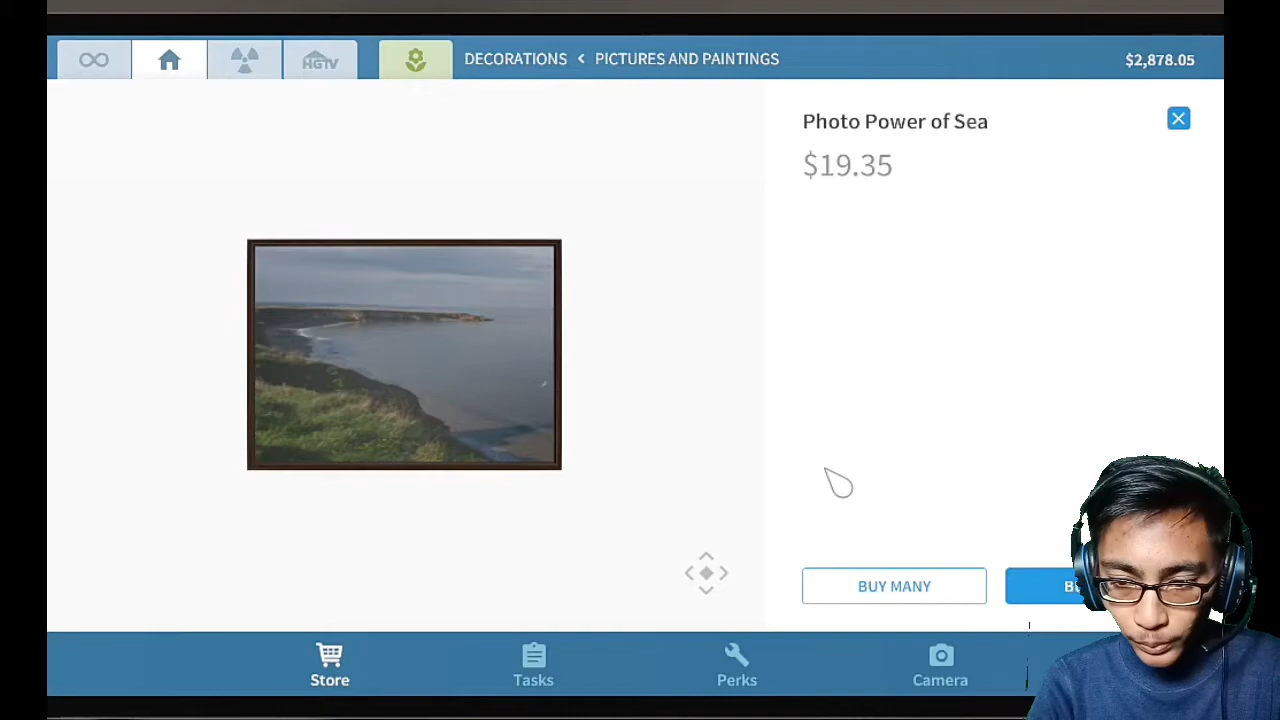 HGTV
DECORATIONS < PICTURES AND PAINTINGS
$2,878.05
Photo Power of Sea
$19.35
BUY MANY
Store
Tasks
Perks
Camera